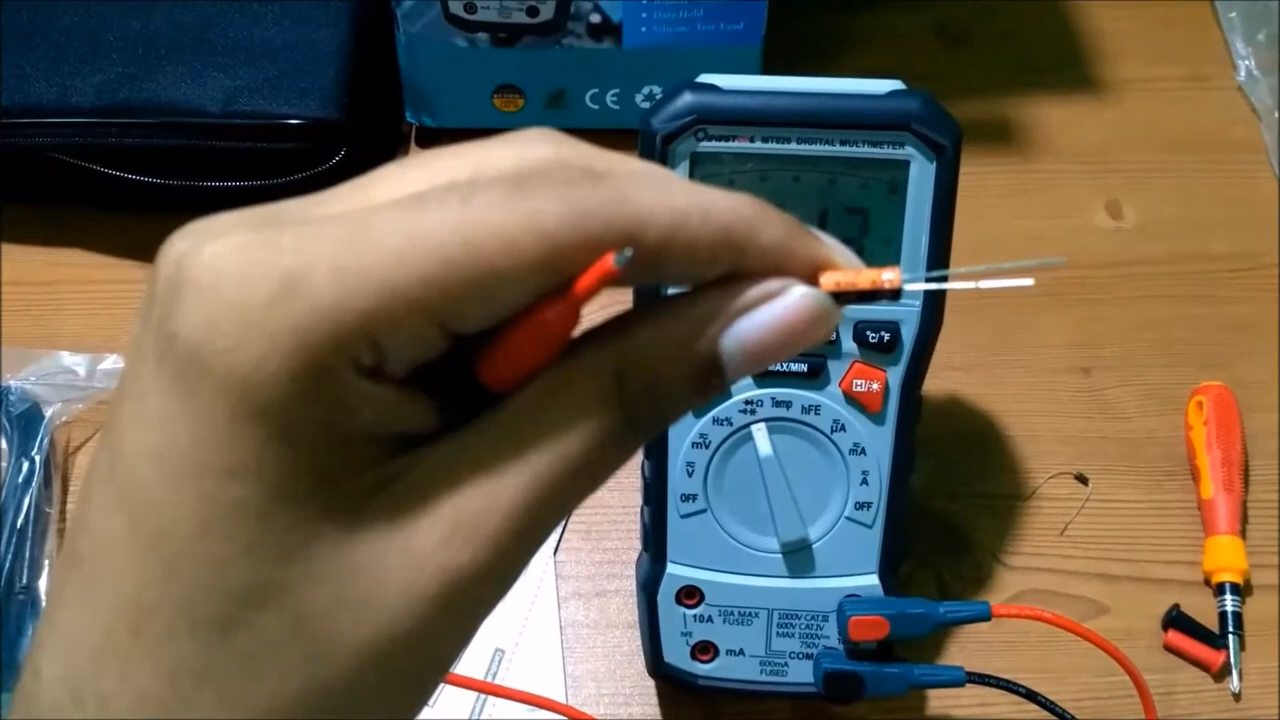 Data Hold
Silicone Test Lead
CE
MT820 DIGITAL MULTIMETER
°C/°F
MAX/MIN
H/
Temp
hFE
Hz%
Ω
mV
V
OFF
µA
mA
A
OFF
10A
10A MAX
FUSED
hFE
mA
600mA
FUSED
1000V CAT.III
600V CAT.IV
MAX 1000V
750V
COM